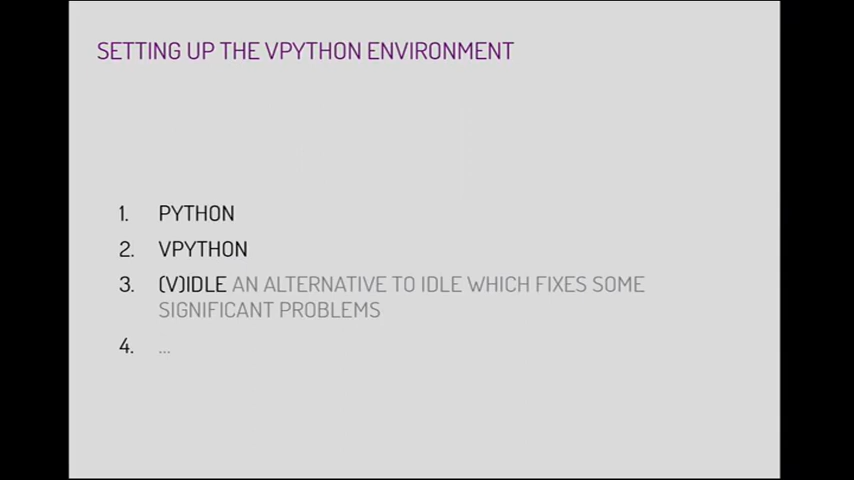 SETTING UP THE VPYTHON ENVIRONMENT
1. PYTHON
2. VPYTHON
3. (V)IDLE AN ALTERNATIVE TO IDLE WHICH FIXES SOME
SIGNIFICANT PROBLEMS
4. ...